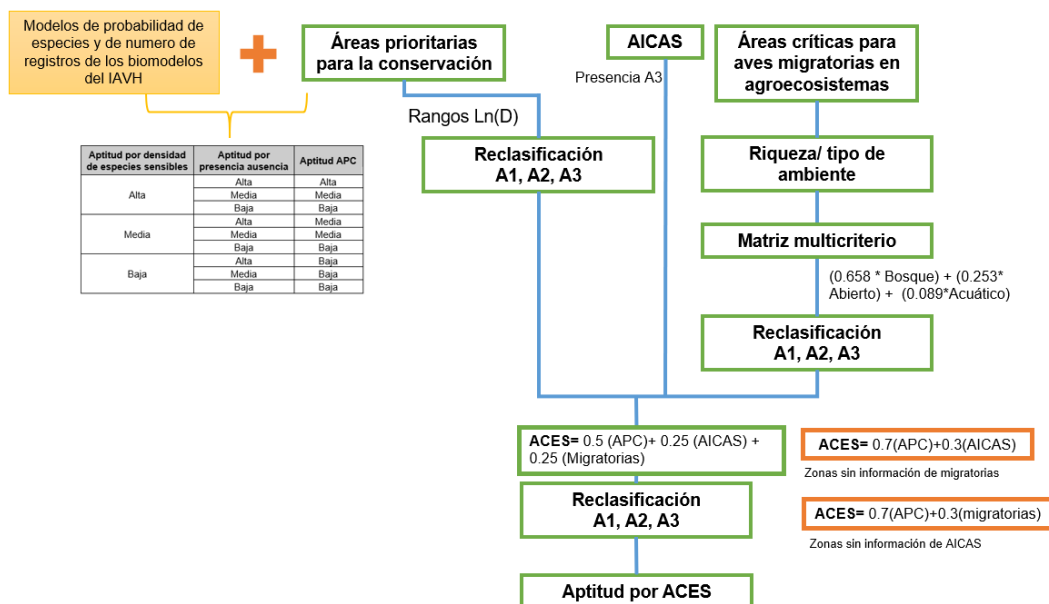 Modelos de probabilidad de
especies y de numero de
registros de los biomodelos
del IAVH
Áreas prioritarias
para la conservación
AICAS
Áreas críticas para
aves migratorias en
agroecosistemas
Presencia A3
Rangos Ln(D)
Aptitud por densidad
de especies sensibles
Aptitud por
presencia ausencia
Aptitud APC
Alta
Alta
Alta
Media
Media
Baja
Baja
Media
Alta
Media
Media
Media
Baja
Baja
Baja
Alta
Baja
Media
Baja
Baja
Baja
Reclasificación
A1, A2, A3
Riqueza/ tipo de
ambiente
Matriz multicriterio
(0.658 * Bosque) + (0.253*
Abierto) + (0.089*Acuático)
Reclasificación
A1, A2, A3
ACES= 0.5 (APC)+ 0.25 (AICAS) +
0.25 (Migratorias)
ACES= 0.7(APC)+0.3(AICAS)
Zonas sin información de migratorias
Reclasificación
A1, A2, A3
ACES= 0.7(APC)+0.3(migratorias)
Zonas sin información de AICAS
Aptitud por ACES